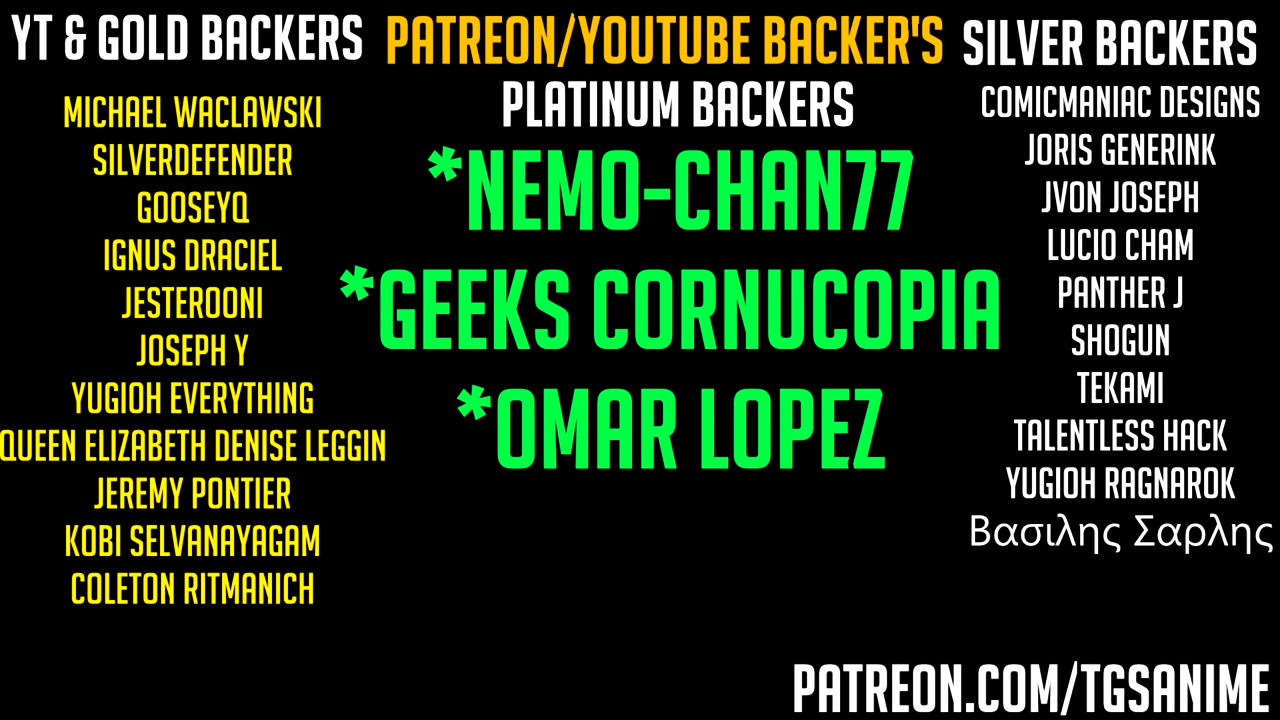 YT & GOLD BACKERS
MICHAEL WACLAWSKI
SILVERDEFENDER
GOOSEYQ
IGNUS DRACIEL
JESTEROONI
JOSEPH Y
YUGIOH EVERYTHING
QUEEN ELIZABETH DENISE LEGGIN
JEREMY PONTIER
KOBI SELVANAYAGAM
COLETON RITMANICH
PATREON/YOUTUBE BACKER'S
PLATINUM BACKERS
*NEMO-CHAN77
*GEEKS CORNUCOPIA
*OMAR LOPEZ
SILVER BACKERS
COMICMANIAC DESIGNS
JORIS GENERINK
JVON JOSEPH
LUCIO CHAM
PANTHER J
SHOGUN
TEKAMI
TALENTLESS HACK
YUGIOH RAGNAROK
Βασιλης Σαρλης
PATREON.COM/TGSANIME